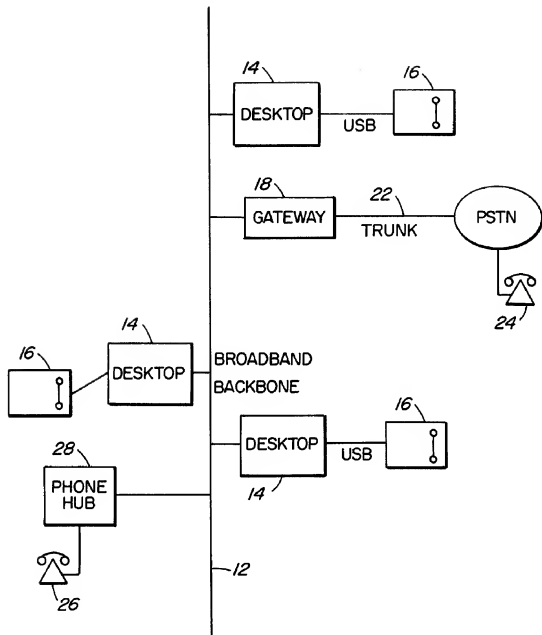 14
16
DESKTOP
USB
18
22
GATEWAY
TRUNK
PSTN
24
14
16
DESKTOP
BROADBAND
BACKBONE
16
28
DESKTOP
USB
14
PHONE
HUB
26
12